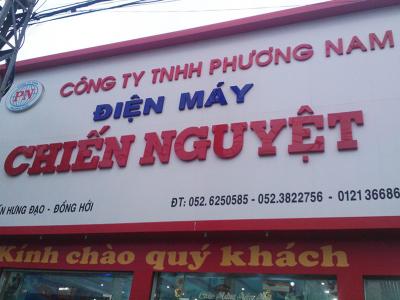 PN
CÔNG TY TNHH PHƯƠNG NAM
ĐIỆN MÁY
CHIẾN NGUYỆT
HƯNG ĐẠO - ĐỒNG HỚI
ĐT: 052.6250585 - 052.3822756 - 0121 36686
Kính chào quý khách